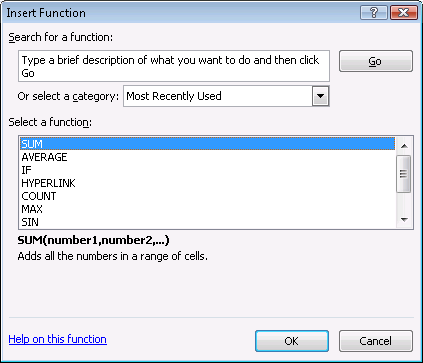 Insert Function
Search for a function:
Type a brief description of what you want to do and then click
Go
Go
Or select a category: Most Recently Used
Select a function:
SUM
AVERAGE
IF
HYPERLINK
COUNT
MAX
SIN
SUM(number1,number2,...)
Adds all the numbers in a range of cells.
Help on this function
OK
Cancel